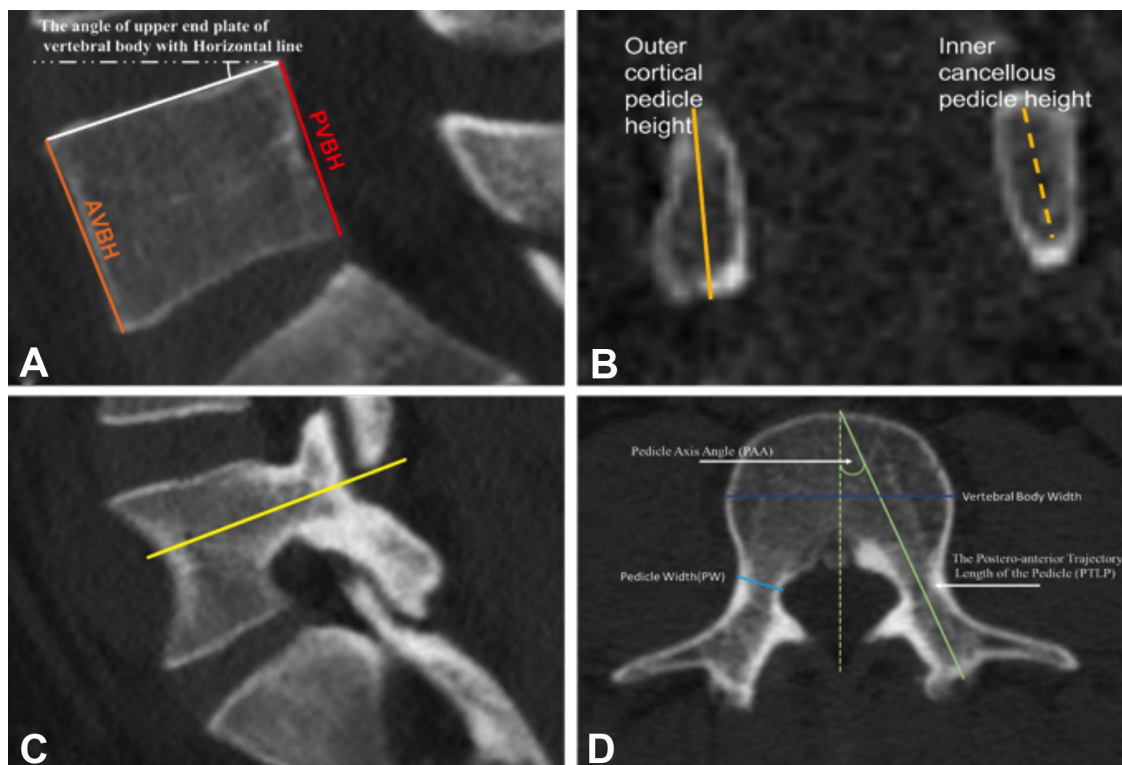 The angle of upper end plate of
vertebral body with Horizontal line
PVBH
AVBH
A
Outer
cortical
pedicle
height
Inner
cancellous
pedicle height
B
C
Pedicle Axis Angle (PAA)
Vertebral Body Width
The Postero-anterior Trajectory
Length of the Pedicle (PTLP)
Pedicle Width(PW)
D